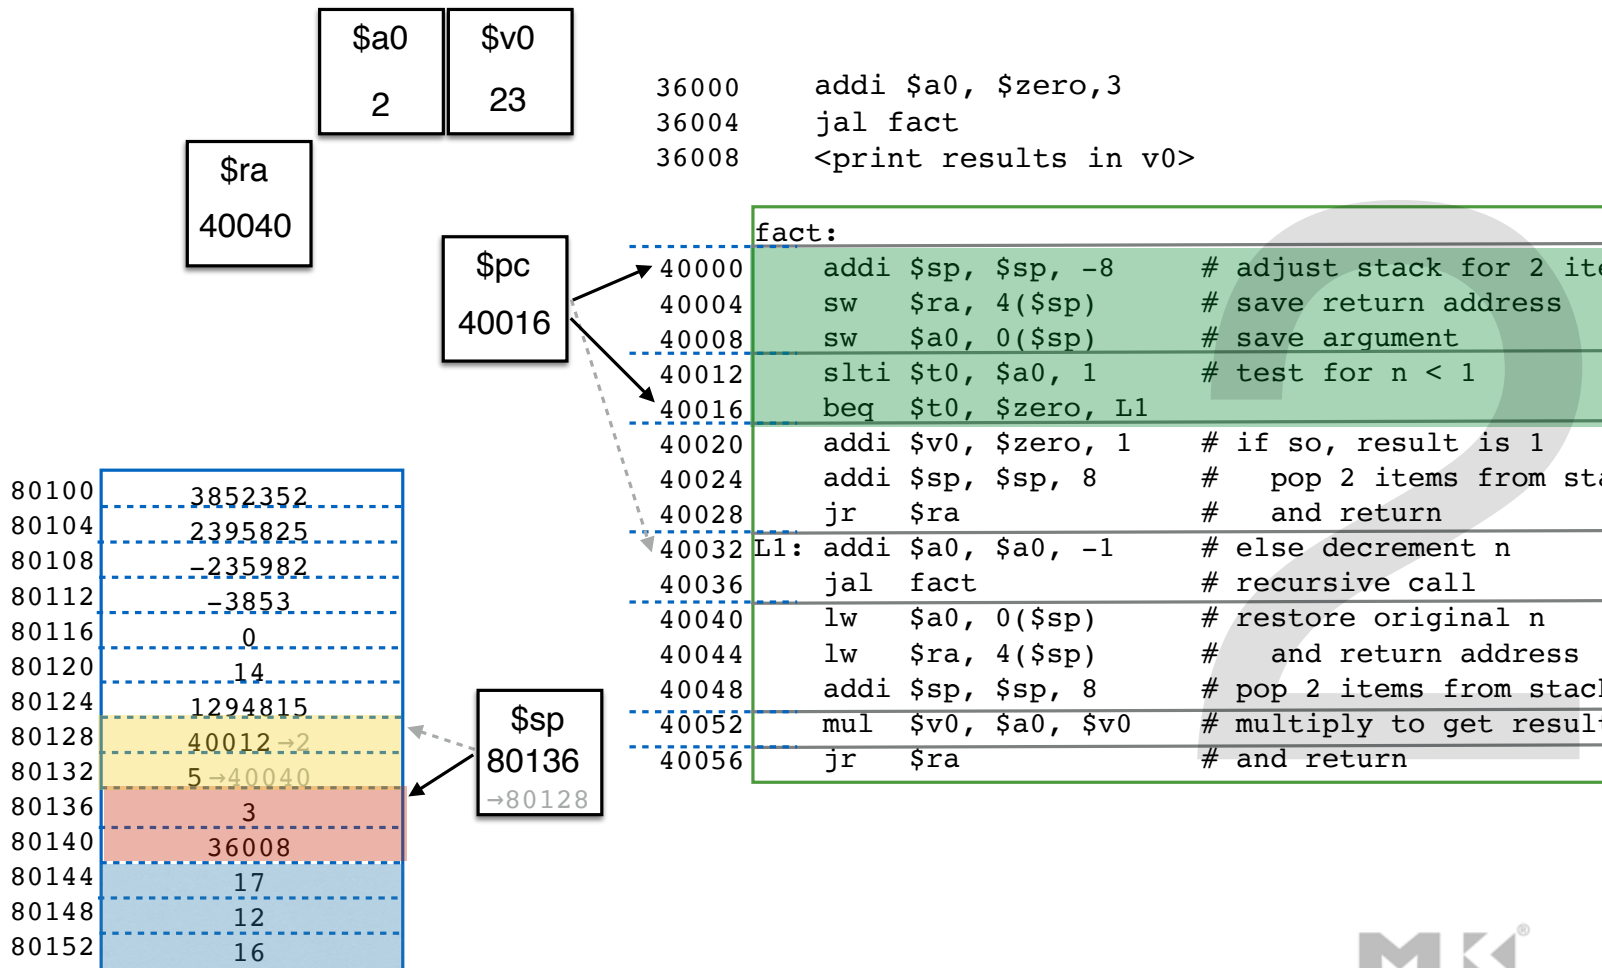 $a0 $v0
2 23
$ra
40040
36000 addi $a0, $zero,3
36004 jal fact
36008 <print results in v0>
$pc
40016
fact:
40000 addi $sp, $sp, -8 # adjust stack for 2 ite
40004 sw $ra, 4($sp) # save return address
40008 sw $a0, 0($sp) # save argument
40012 slti $t0, $a0, 1 # test for n < 1
40016 beq $t0, $zero, L1
40020 addi $v0, $zero, 1 # if so, result is 1
40024 addi $sp, $sp, 8 # pop 2 items from sta
40028 jr $ra # and return
40032 L1: addi $a0, $a0, -1 # else decrement n
40036 jal fact # recursive call
40040 lw $a0, 0($sp) # restore original n
40044 lw $ra, 4($sp) # and return address
40048 addi $sp, $sp, 8 # pop 2 items from stack
40052 mul $v0, $a0, $v0 # multiply to get result
40056 jr $ra # and return
2
80100 3852352
80104 2395825
80108 -235982
80112 -3853
80116 0
80120 14
80124 1294815
80128 40012→2
80132 5→40040
80136 3
80140 36008
80144 17
80148 12
80152 16
$sp
80136
→80128
MK®